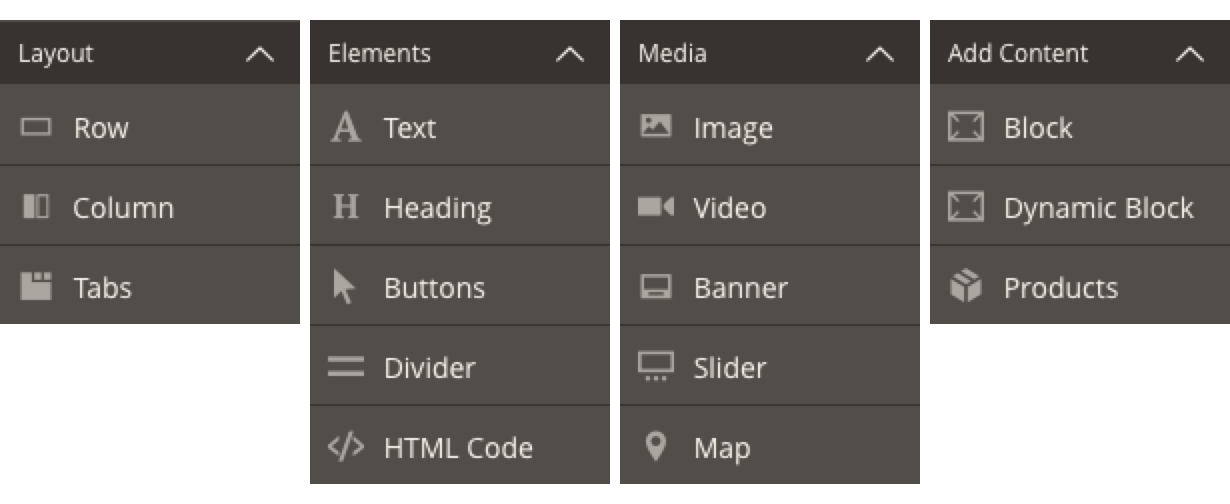 Layout
Row
Column
Tabs
Elements
Text
Heading
Buttons
Divider
HTML Code
Media
Image
Video
Banner
Slider
Map
Add Content
Block
Dynamic Block
Products